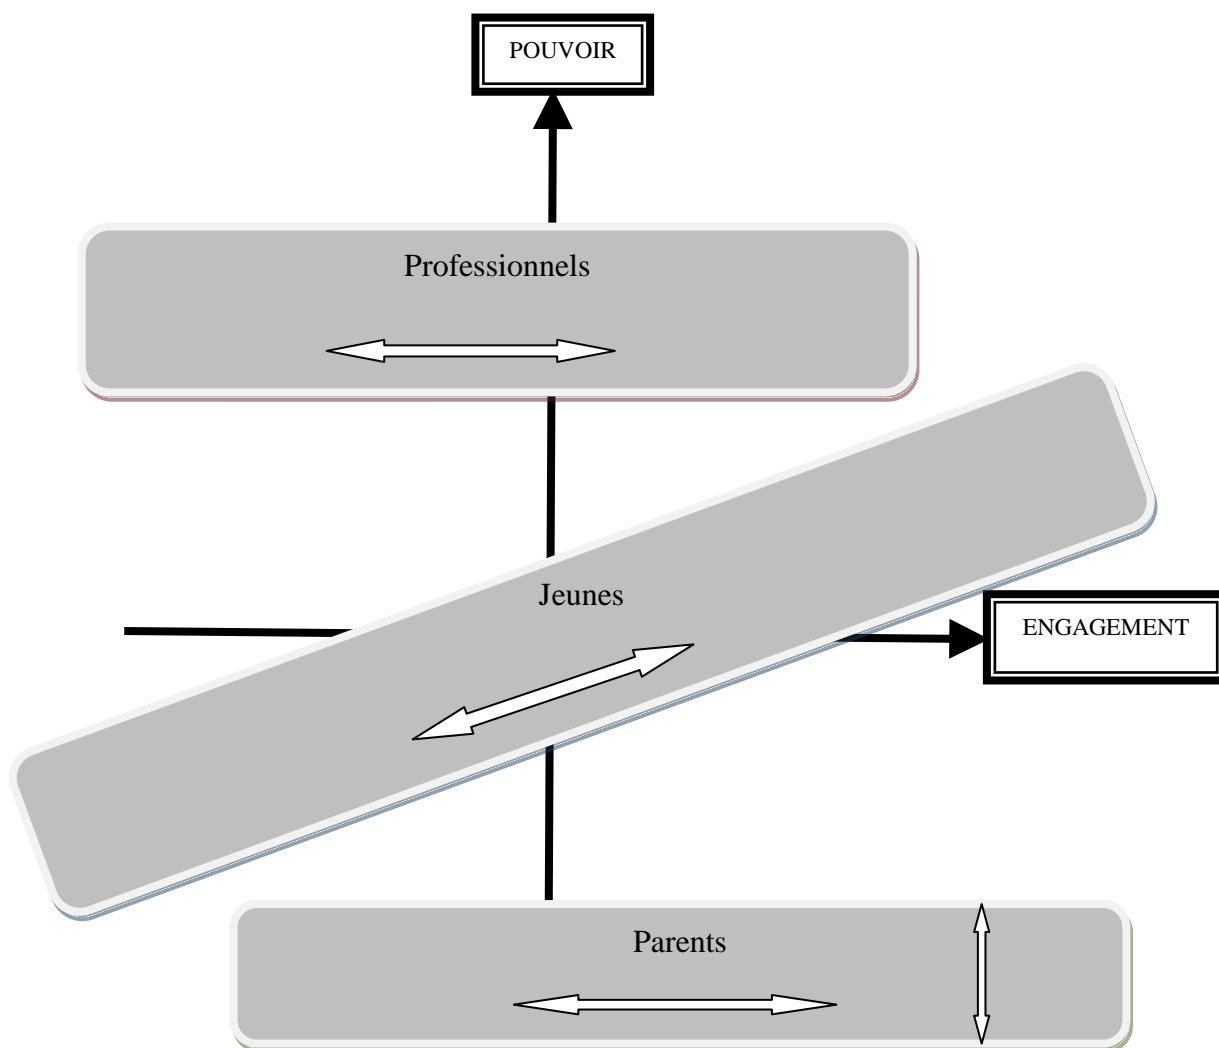 POUVOIR
Professionnels
Jeunes
ENGAGEMENT
Parents